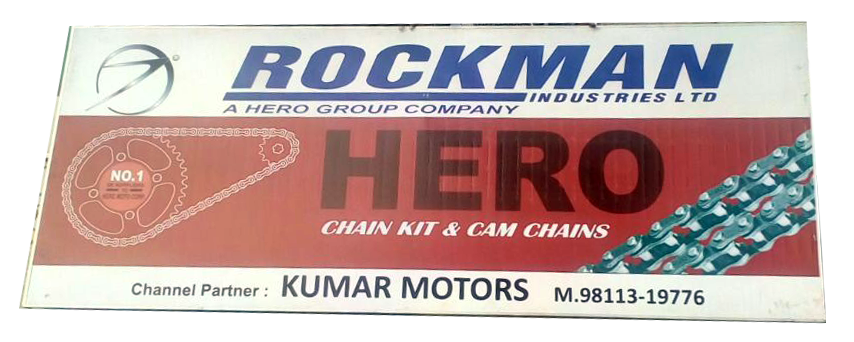 ROCKMAN
INDUSTRIES LTD
A HERO GROUP COMPANY
HERO
NO.1
CHAIN KIT & CAM CHAINS
Channel Partner : KUMAR MOTORS M.98113-19776